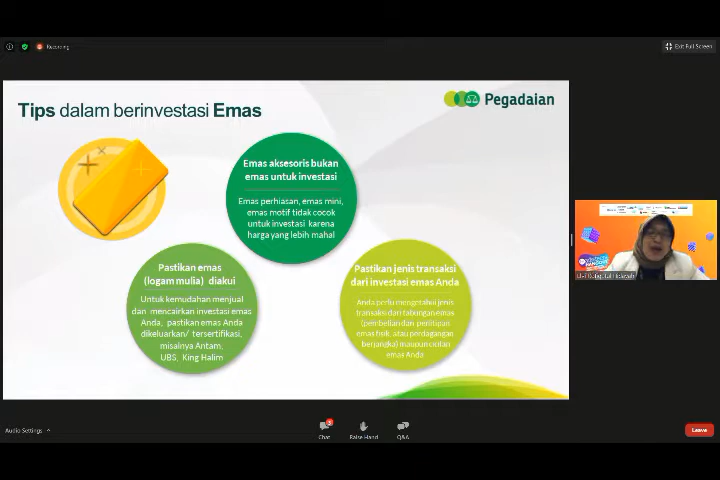 Recording
Exit Full Screen
Tips dalam berinvestasi Emas
Pegadaian
Emas aksesoris bukan
emas untuk investasi
Emas perhiasan, emas mini,
emas motif tidak cocok
untuk investasi karena
harga yang lebih mahal
Pastikan emas
(logam mulia) diakui
Untuk kemudahan menjual
dan mencairkan investasi emas
Anda, pastikan emas Anda
dikeluarkan/ tersertifikasi,
misalnya Antam,
UBS, King Halim
Pastikan jenis transaksi
dari investasi emas Anda
Anda perlu mengetahui jenis
transaksi dari tabungan emas
(pembelian dan penitipan
emas fisik, atau perdagangan
berjangka) maupun cicilan
emas Anda
Audio Settings
Chat
Raise Hand
Q&A
Leave